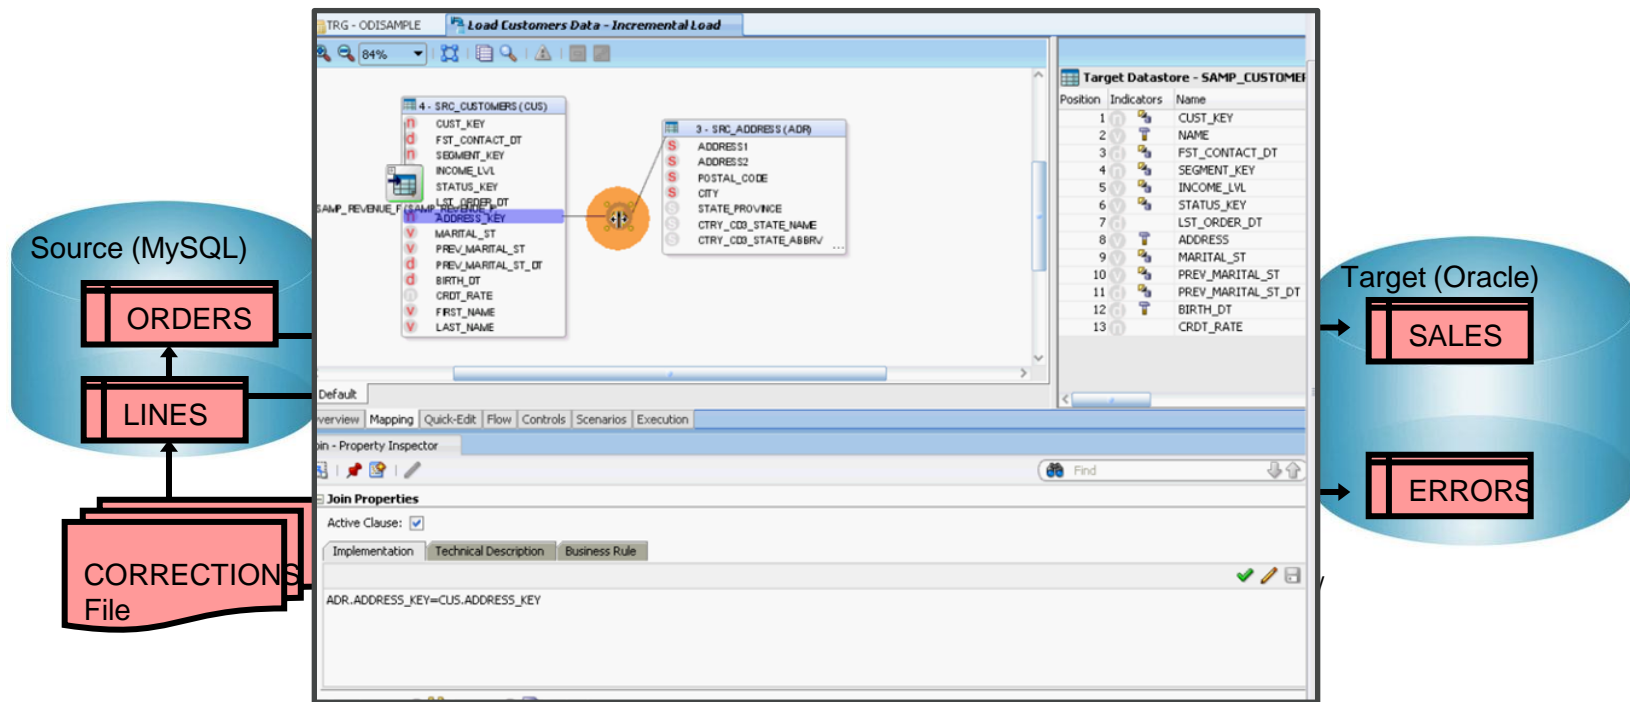 TRG - ODISAMPLE
Load Customers Data - Incremental Load
84%
4 - SRC_CUSTOMERS (CUS)
CUST_KEY
FST_CONTACT_DT
SEGMENT_KEY
INCOME_LVL
STATUS_KEY
LST_ORDER_DT
ADDRESS_KEY
MARITAL_ST
PREV_MARITAL_ST
PREV_MARITAL_ST_DT
BIRTH_DT
CRDT_RATE
FIRST_NAME
LAST_NAME
3 - SRC_ADDRESS (ADR)
ADDRESS1
ADDRESS2
POSTAL_CODE
CITY
STATE_PROVINCE
CTRY_CD3_STATE_NAME
CTRY_CD3_STATE_ABBRV
Target Datastore - SAMP_CUSTOMER
Position Indicators Name
1 CUST_KEY
2 NAME
3 FST_CONTACT_DT
4 SEGMENT_KEY
5 INCOME_LVL
6 STATUS_KEY
7 LST_ORDER_DT
8 ADDRESS
9 MARITAL_ST
10 PREV_MARITAL_ST
11 PREV_MARITAL_ST_DT
12 BIRTH_DT
13 CRDT_RATE
Default
Overview Mapping Quick-Edit Flow Controls Scenarios Execution
Join - Property Inspector
Find
Join Properties
Active Clause:
Implementation Technical Description Business Rule
ADR.ADDRESS_KEY=CUS.ADDRESS_KEY
Source (MySQL)
ORDERS
LINES
CORRECTIONS
File
Target (Oracle)
SALES
ERRORS